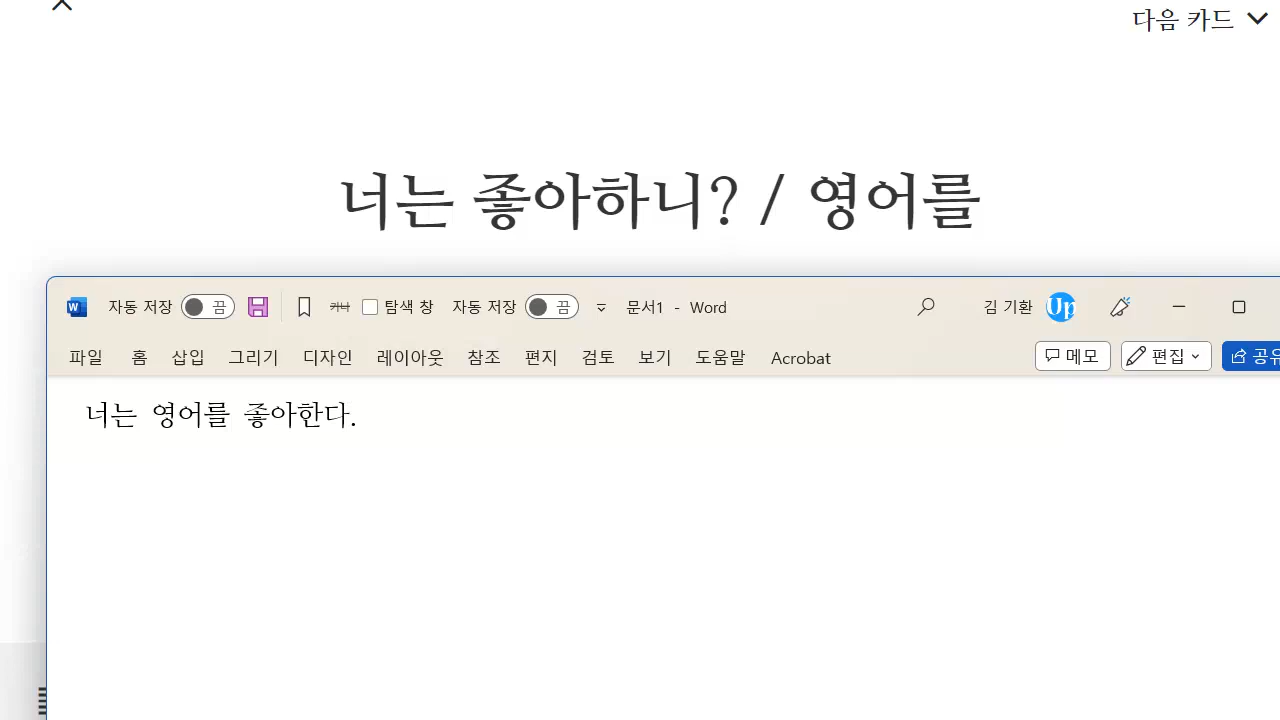 다음 카드
너는 좋아하니? / 영어를
자동 저장 끔 가나 탐색 창 자동 저장 끔 문서1 - Word 김 기환 Up
파일 홈 삽입 그리기 디자인 레이아웃 참조 편지 검토 보기 도움말 Acrobat 메모 편집 공유
너는 영어를 좋아한다.